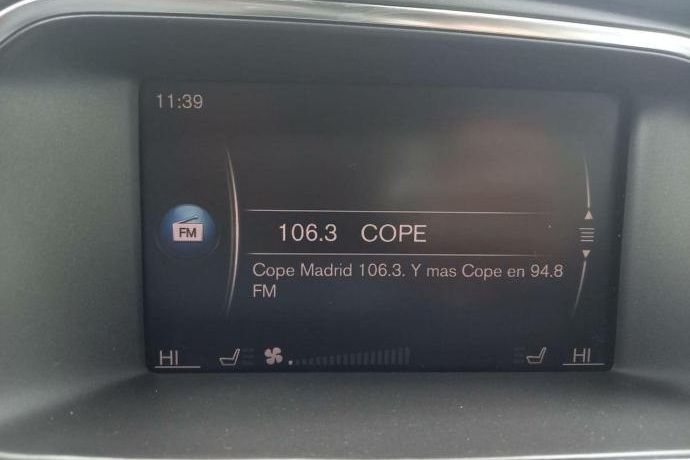 11:39
FM
106.3 COPE
Cope Madrid 106.3. Y mas Cope en 94.8
FM
HI HI